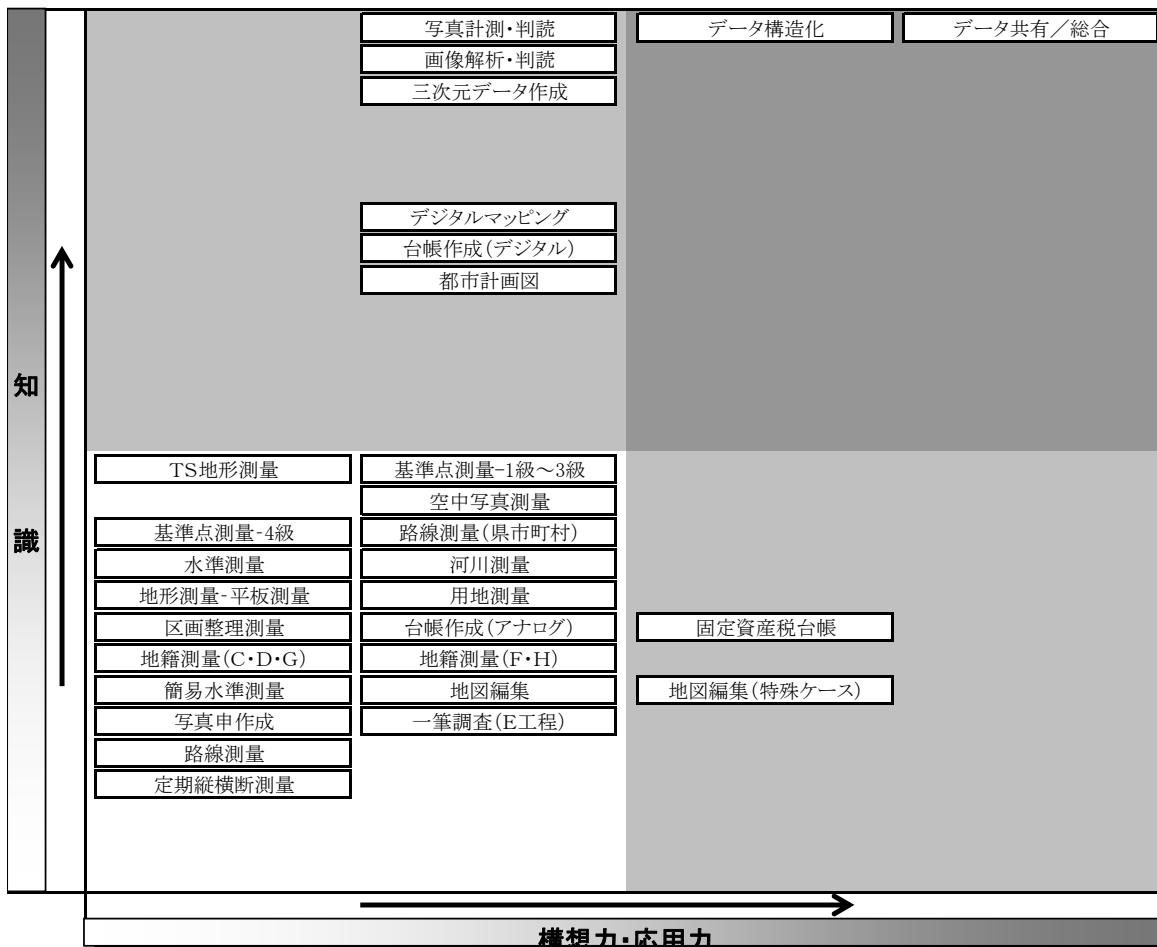 写真計測・判読 データ構造化 データ共有／総合
画像解析・判読
三次元データ作成
デジタルマッピング
台帳作成(デジタル)
都市計画図
知
識
TS地形測量 基準点測量-1級～3級
空中写真測量
基準点測量-4級 路線測量(県市町村)
水準測量 河川測量
地形測量-平板測量 用地測量
区画整理測量 台帳作成(アナログ) 固定資産税台帳
地籍測量(C・D・G) 地籍測量(F・H)
簡易水準測量 地図編集 地図編集(特殊ケース)
写真申作成 一筆調査(E工程)
路線測量
定期縦横断測量
構想力・応用力